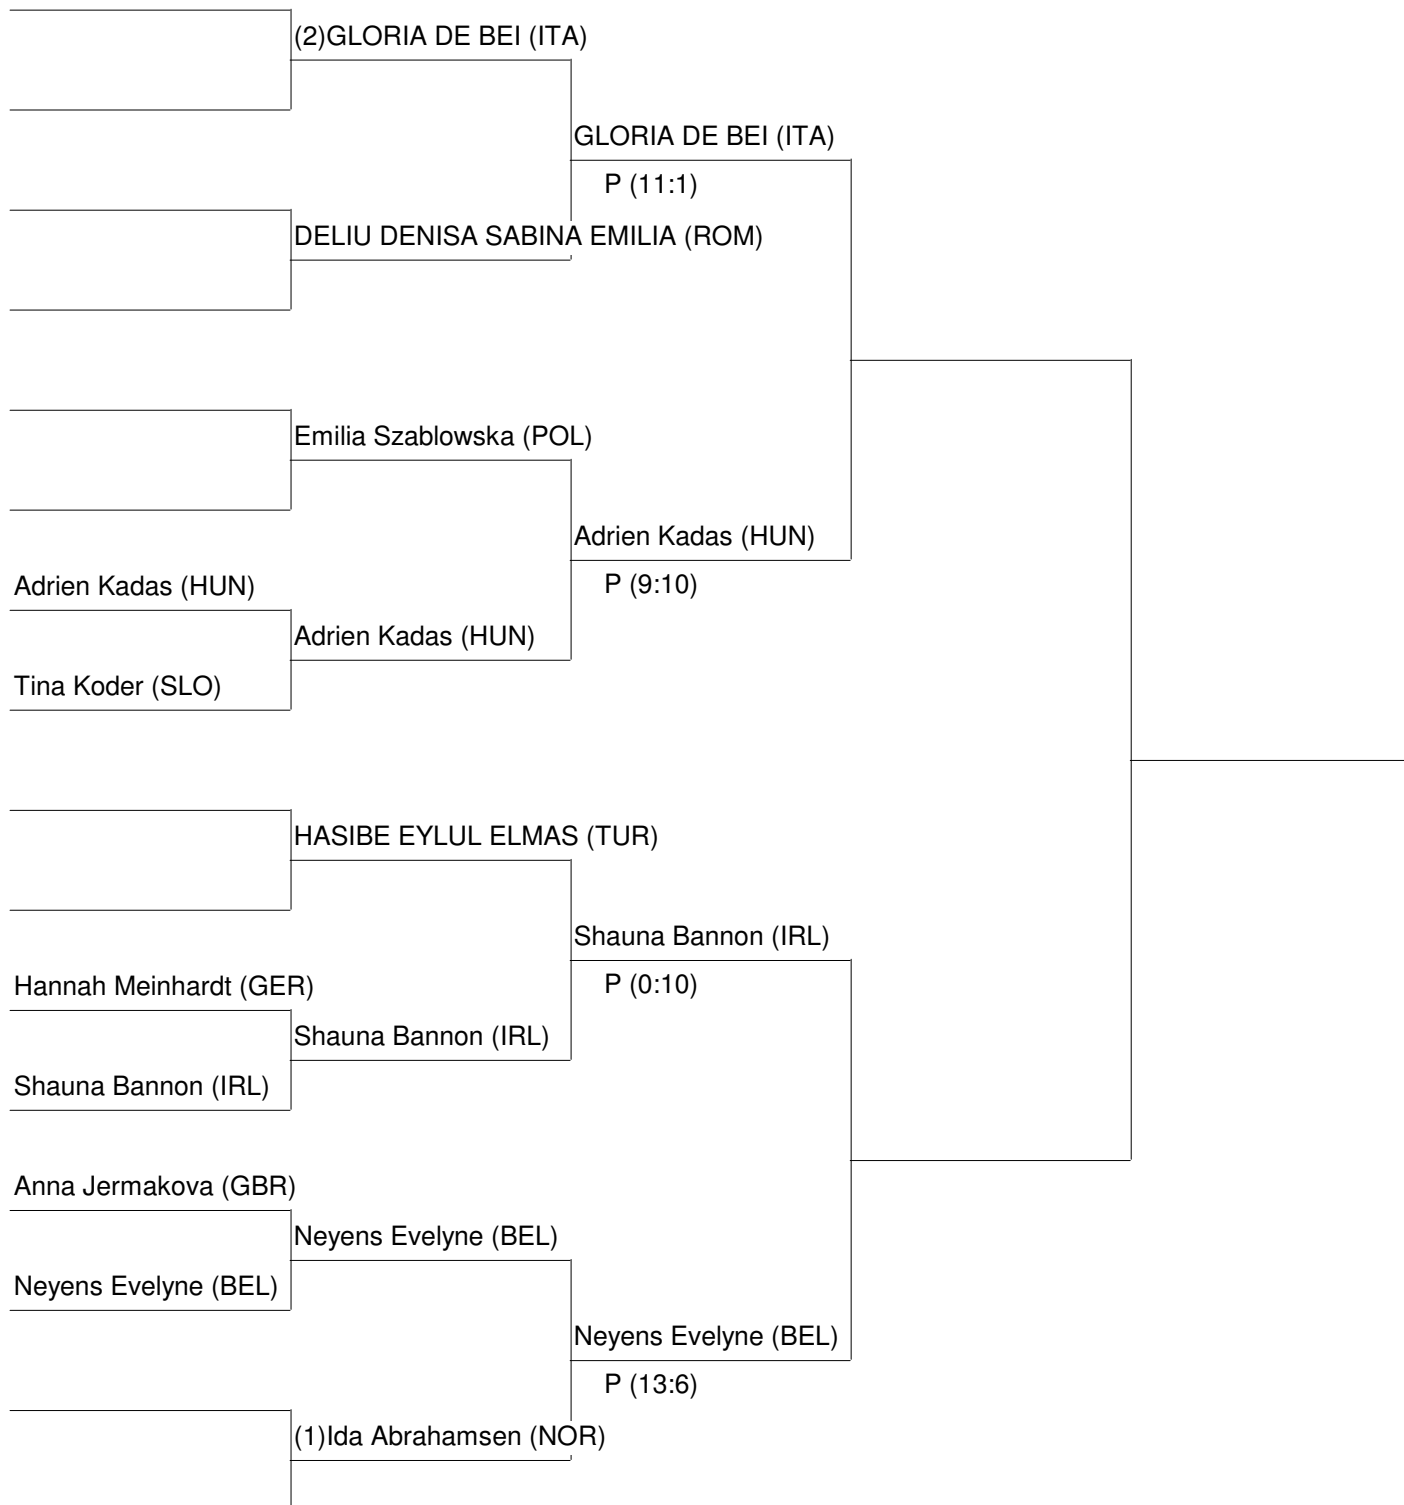 (2)GLORIA DE BEI (ITA)
GLORIA DE BEI (ITA)
P (11:1)
DELIU DENISA SABINA EMILIA (ROM)
Emilia Szablowska (POL)
Adrien Kadas (HUN)
Adrien Kadas (HUN)
P (9:10)
Adrien Kadas (HUN)
Tina Koder (SLO)
HASIBE EYLUL ELMAS (TUR)
Shauna Bannon (IRL)
Hannah Meinhardt (GER)
P (0:10)
Shauna Bannon (IRL)
Shauna Bannon (IRL)
Anna Jermakova (GBR)
Neyens Evelyne (BEL)
Neyens Evelyne (BEL)
Neyens Evelyne (BEL)
P (13:6)
(1)Ida Abrahamsen (NOR)